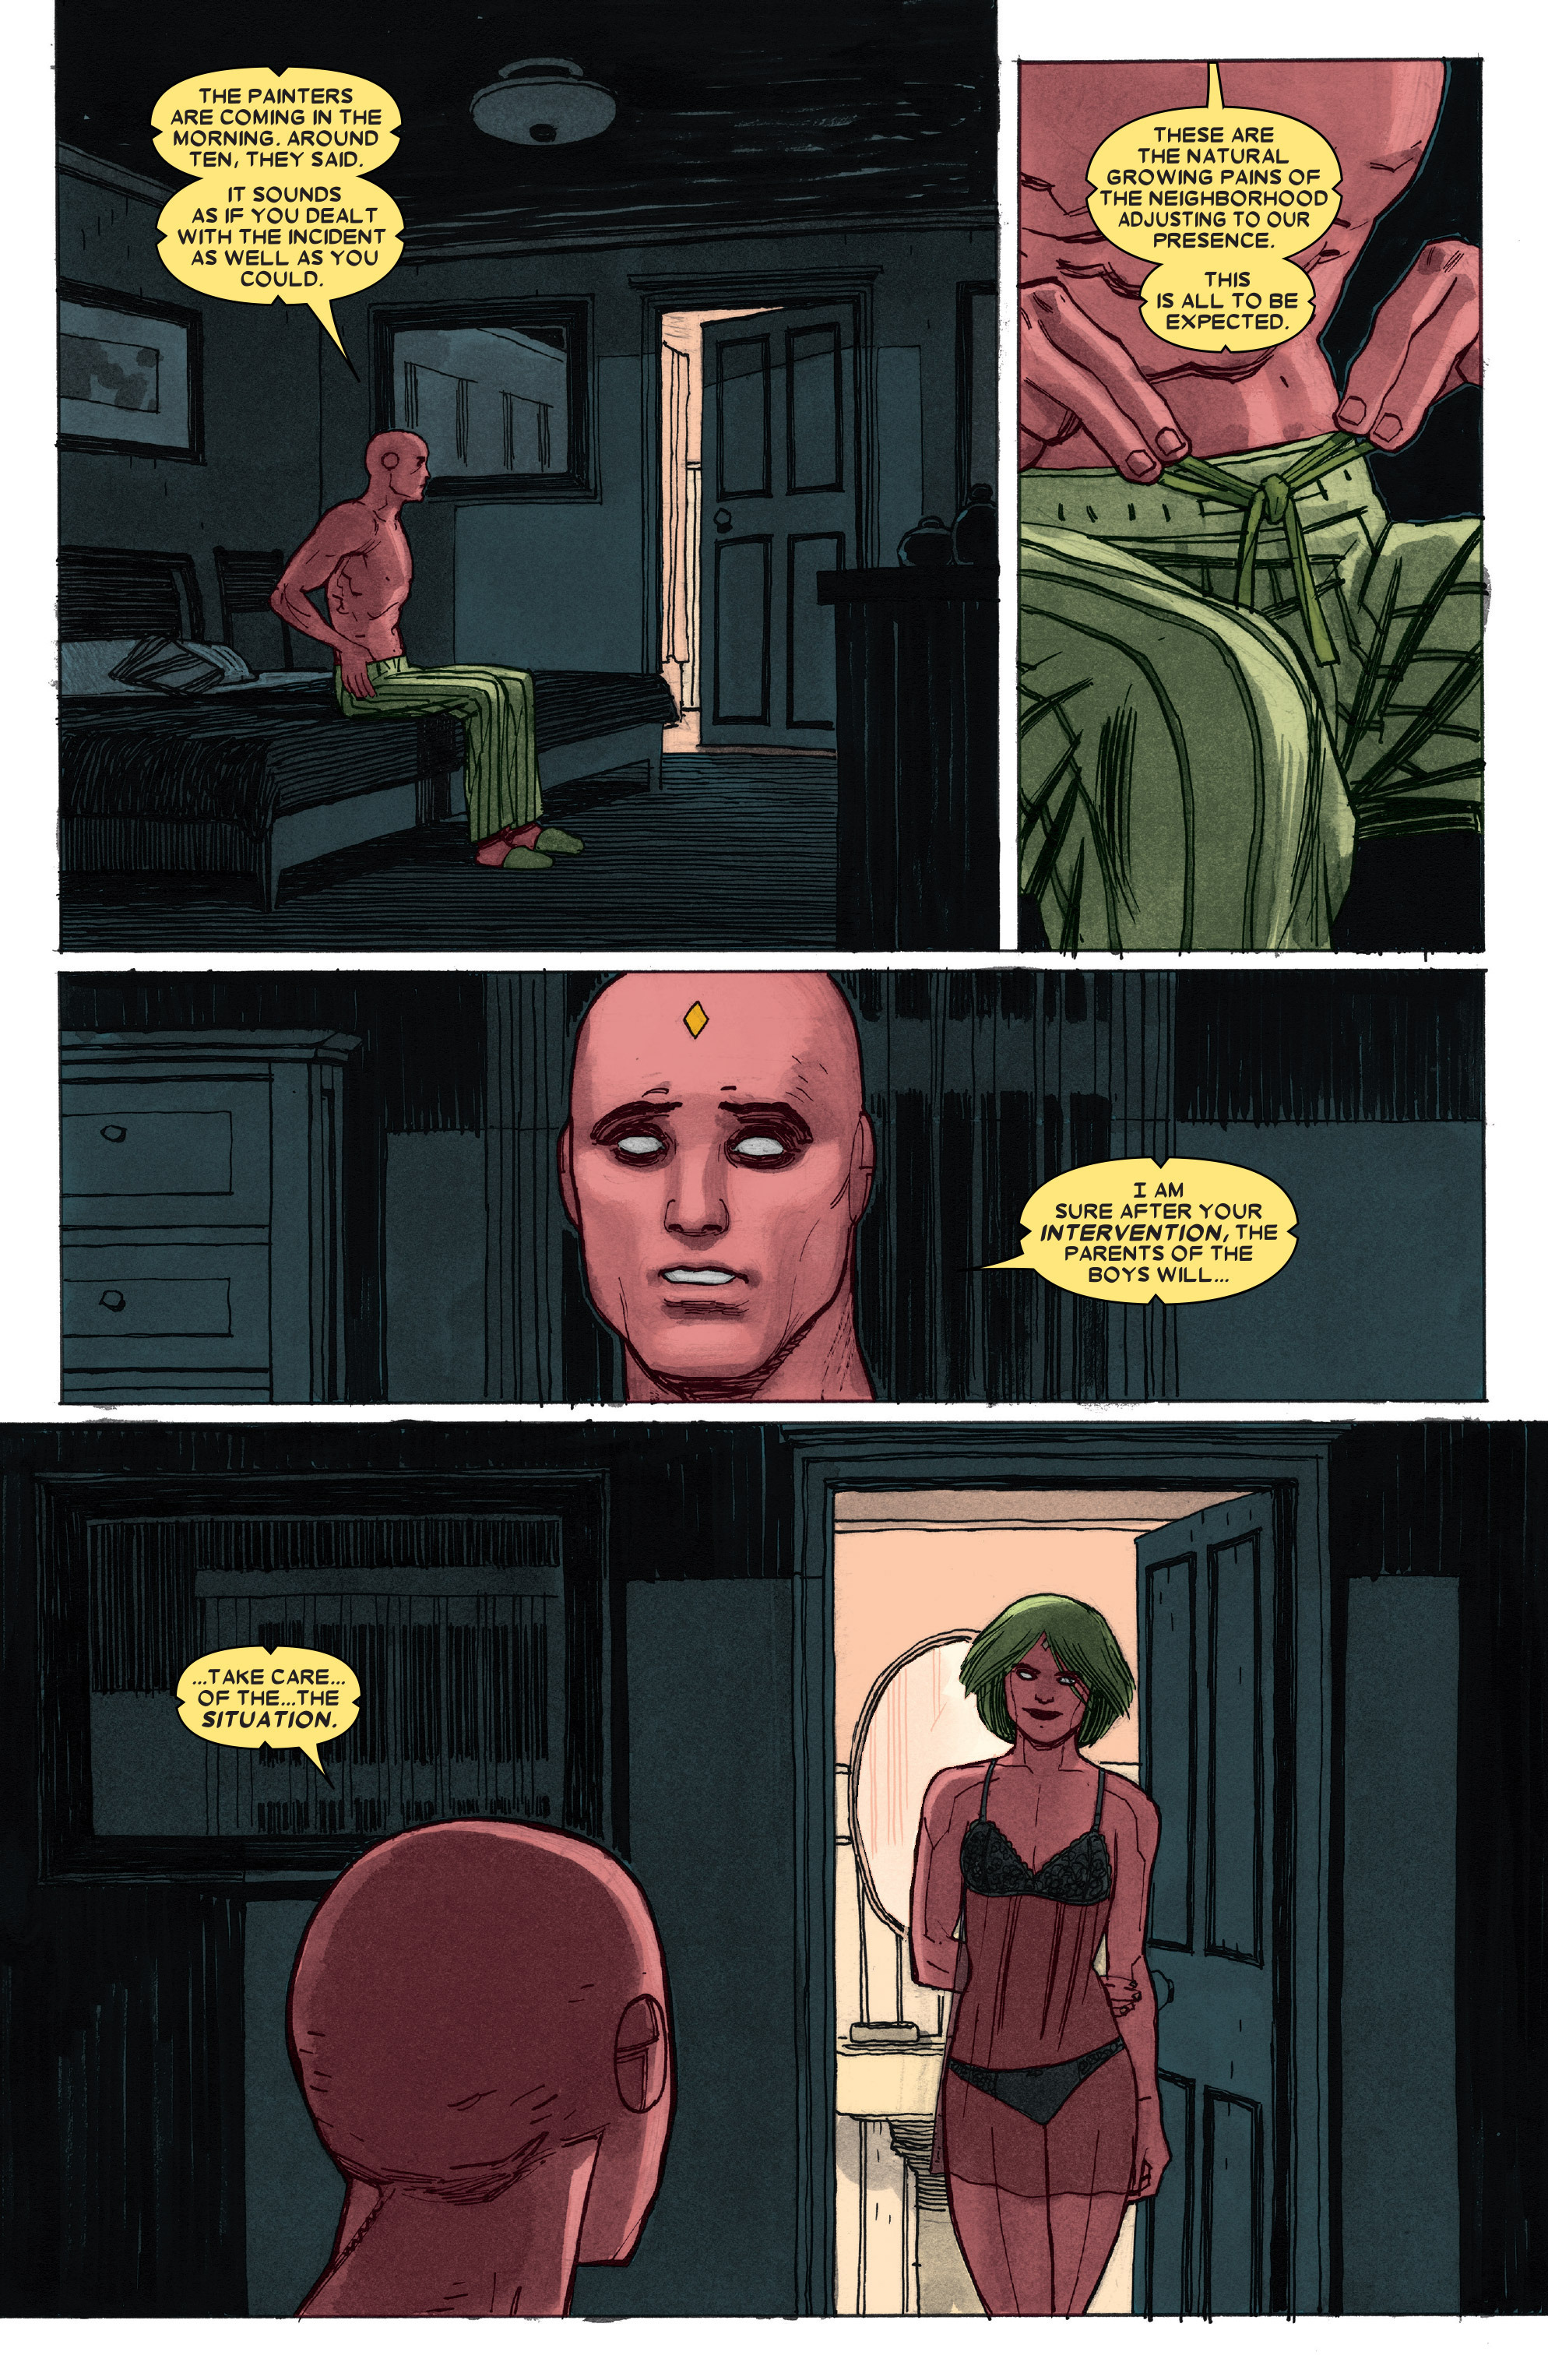 THE PAINTERS
ARE COMING IN THE
MORNING. AROUND
TEN, THEY SAID.
IT SOUNDS
AS IF YOU DEALT
WITH THE INCIDENT
AS WELL AS YOU
COULD.
THESE ARE
THE NATURAL
GROWING PAINS OF
THE NEIGHBORHOOD
ADJUSTING TO OUR
PRESENCE.
THIS
IS ALL TO BE
EXPECTED.
I AM
SURE AFTER YOUR
INTERVENTION, THE
PARENTS OF THE
BOYS WILL...
...TAKE CARE...
OF THE...THE
SITUATION.